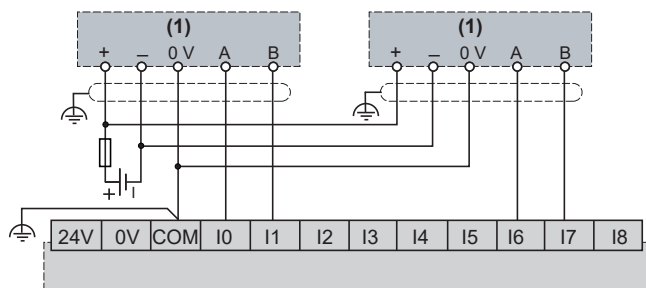 (1) (1)
+ – 0 V A B + – 0 V A B
+ –
24V 0V COM I0 I1 I2 I3 I4 I5 I6 I7 I8